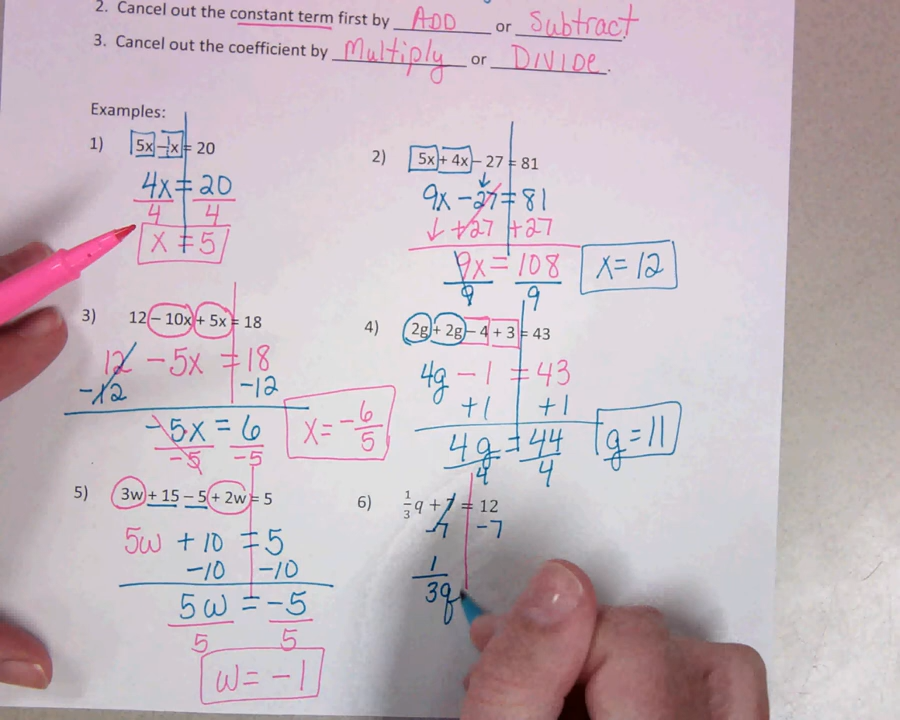 2. Cancel out the constant term first by ADD or Subtract.
3. Cancel out the coefficient by Multiply or DIVIDE.
Examples:
1) 5x - x = 20
4x = 20
4 4
x = 5
2) 5x + 4x - 27 = 81
9x - 27 = 81
↓ +27 +27
9x = 108
9 9
x = 12
3) 12 - 10x + 5x = 18
12 - 5x = 18
-12 -12
-5x = 6
-5 -5
x = -6/5
4) 2g + 2g - 4 + 3 = 43
4g - 1 = 43
+1 +1
4g = 44
4 4
g = 11
5) 3w + 15 - 5 + 2w = 5
5w + 10 = 5
-10 -10
5w = -5
5 5
w = -1
6) 1/3 q + 7 = 12
-7 -7
1/3 q